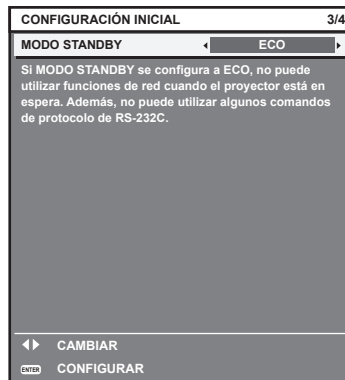 CONFIGURACIÓN INICIAL 3/4
MODO STANDBY ECO
Si MODO STANDBY se configura a ECO, no puede
utilizar funciones de red cuando el proyector está en
espera. Además, no puede utilizar algunos comandos
de protocolo de RS-232C.
CAMBIAR
ENTER CONFIGURAR